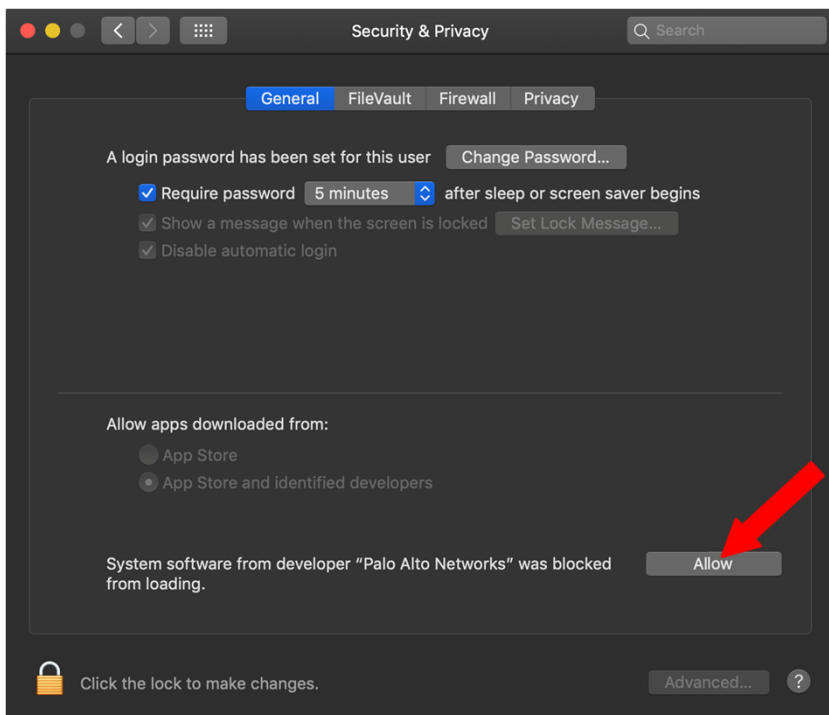 Security & Privacy
Search
General FileVault Firewall Privacy
A login password has been set for this user Change Password...
Require password 5 minutes after sleep or screen saver begins
Show a message when the screen is locked Set Lock Message...
Disable automatic login
Allow apps downloaded from:
App Store
App Store and identified developers
System software from developer “Palo Alto Networks” was blocked Allow
from loading.
Click the lock to make changes. Advanced... ?